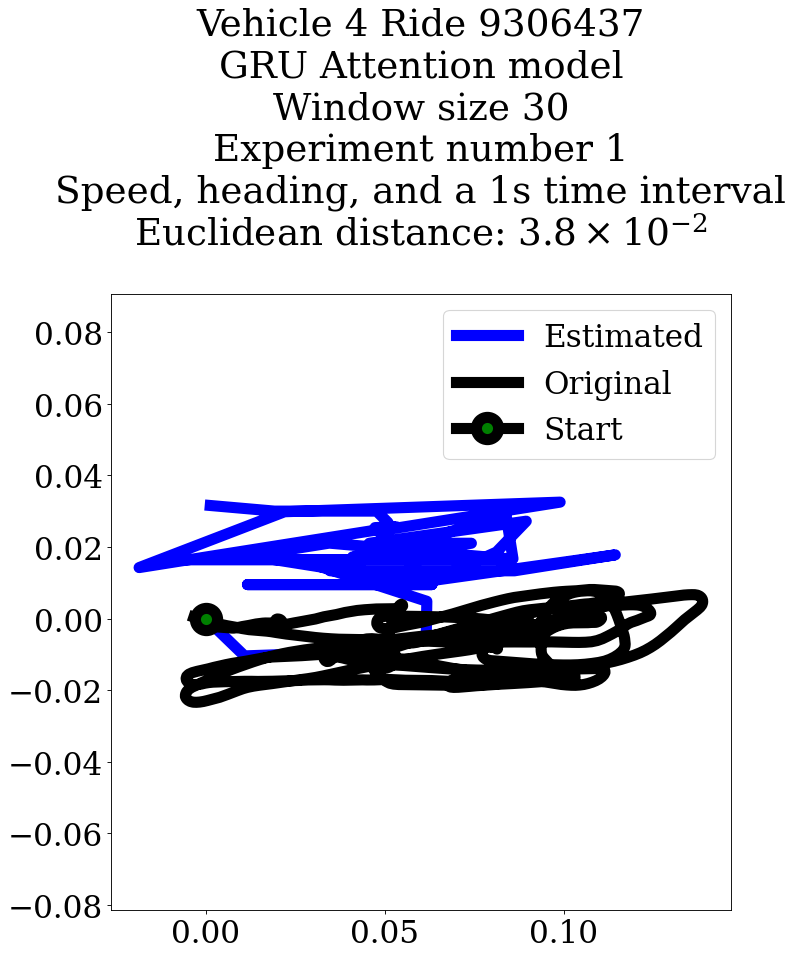 Vehicle 4 Ride 9306437
GRU Attention model
Window size 30
Experiment number 1
Speed, heading, and a 1s time interval
Euclidean distance: 3.8 × 10⁻²
Estimated
Original
Start
0.08
0.06
0.04
0.02
0.00
−0.02
−0.04
−0.06
−0.08
0.00 0.05 0.10